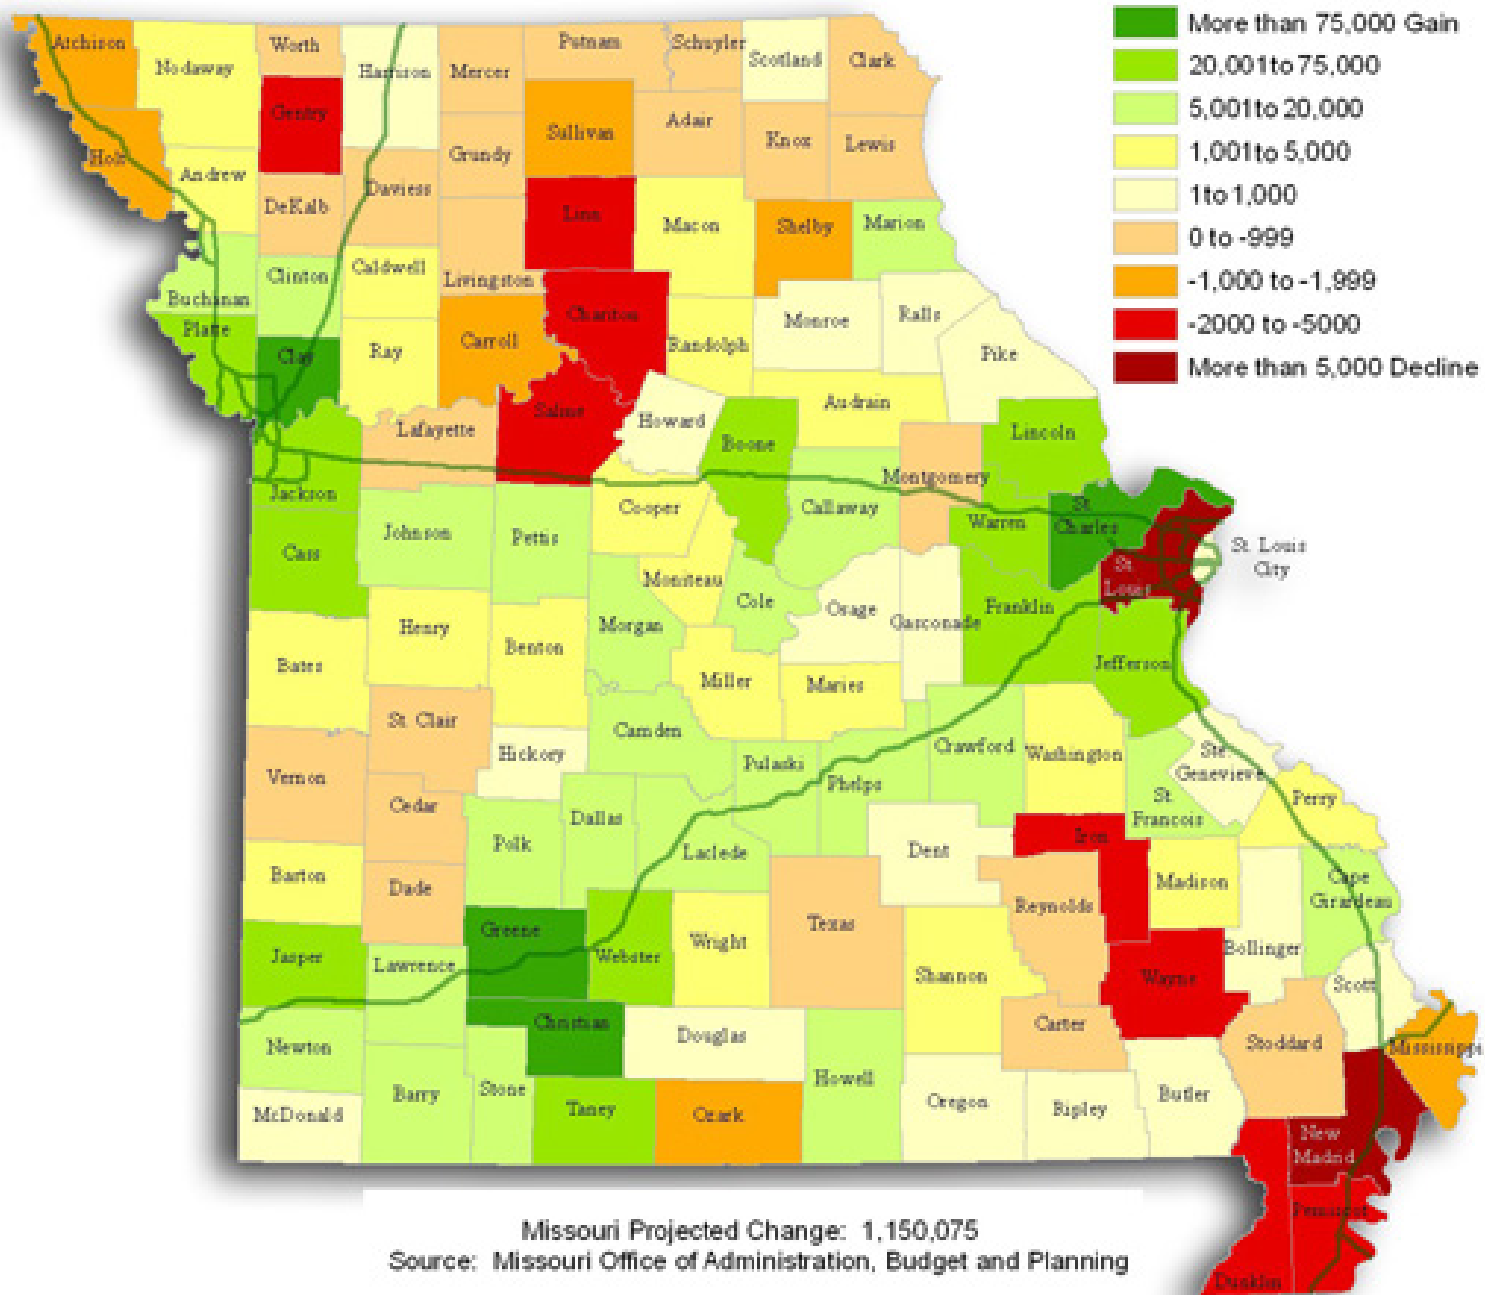 More than 75,000 Gain
20,001to 75,000
5,001to 20,000
1,001to 5,000
1to 1,000
0 to -999
-1,000 to -1,999
-2000 to -5000
More than 5,000 Decline
Atchison
Nodaway
Worth
Harrison
Mercer
Putnam
Schuyler
Scotland
Clark
Gentry
Sullivan
Adair
Knox
Lewis
Holt
Andrew
DeKalb
Daviess
Grundy
Linn
Macon
Shelby
Marion
Buchanan
Clinton
Caldwell
Livingston
Chariton
Randolph
Monroe
Ralls
Pike
Platte
Clay
Ray
Carroll
Saline
Howard
Boone
Audrain
Lincoln
Lafayette
Montgomery
Jackson
Johnson
Pettis
Cooper
Callaway
Warren
St.
Charles
St. Louis
City
St.
Louis
Cass
Moniteau
Cole
Osage
Gasconade
Franklin
Jefferson
Bates
Henry
Benton
Morgan
Miller
Maries
St. Clair
Hickory
Camden
Pulaski
Phelps
Crawford
Washington
Ste.
Genevieve
Vernon
Cedar
Polk
Dallas
Laclede
Dent
Iron
St.
Francois
Perry
Barton
Dade
Greene
Webster
Wright
Texas
Reynolds
Madison
Cape
Girardeau
Bollinger
Jasper
Lawrence
Christian
Douglas
Shannon
Carter
Wayne
Scott
Stoddard
Mississippi
Newton
McDonald
Barry
Stone
Taney
Ozark
Howell
Oregon
Ripley
Butler
New
Madrid
Pemiscot
Dunklin
Missouri Projected Change: 1,150,075
Source: Missouri Office of Administration, Budget and Planning